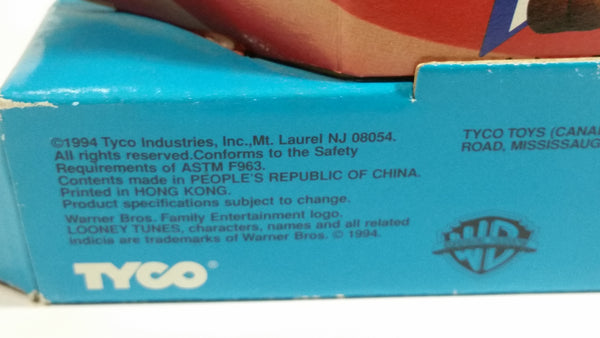 ©1994 Tyco Industries, Inc.,Mt. Laurel NJ 08054.
All rights reserved.Conforms to the Safety
Requirements of ASTM F963.
Contents made in PEOPLE'S REPUBLIC OF CHINA.
Printed in HONG KONG.
Product specifications subject to change.
Warner Bros. Family Entertainment logo.
LOONEY TUNES, characters, names and all related
indicia are trademarks of Warner Bros. © 1994.
TYCO®
TYCO TOYS (CANA
ROAD, MISSISSAUG
WB